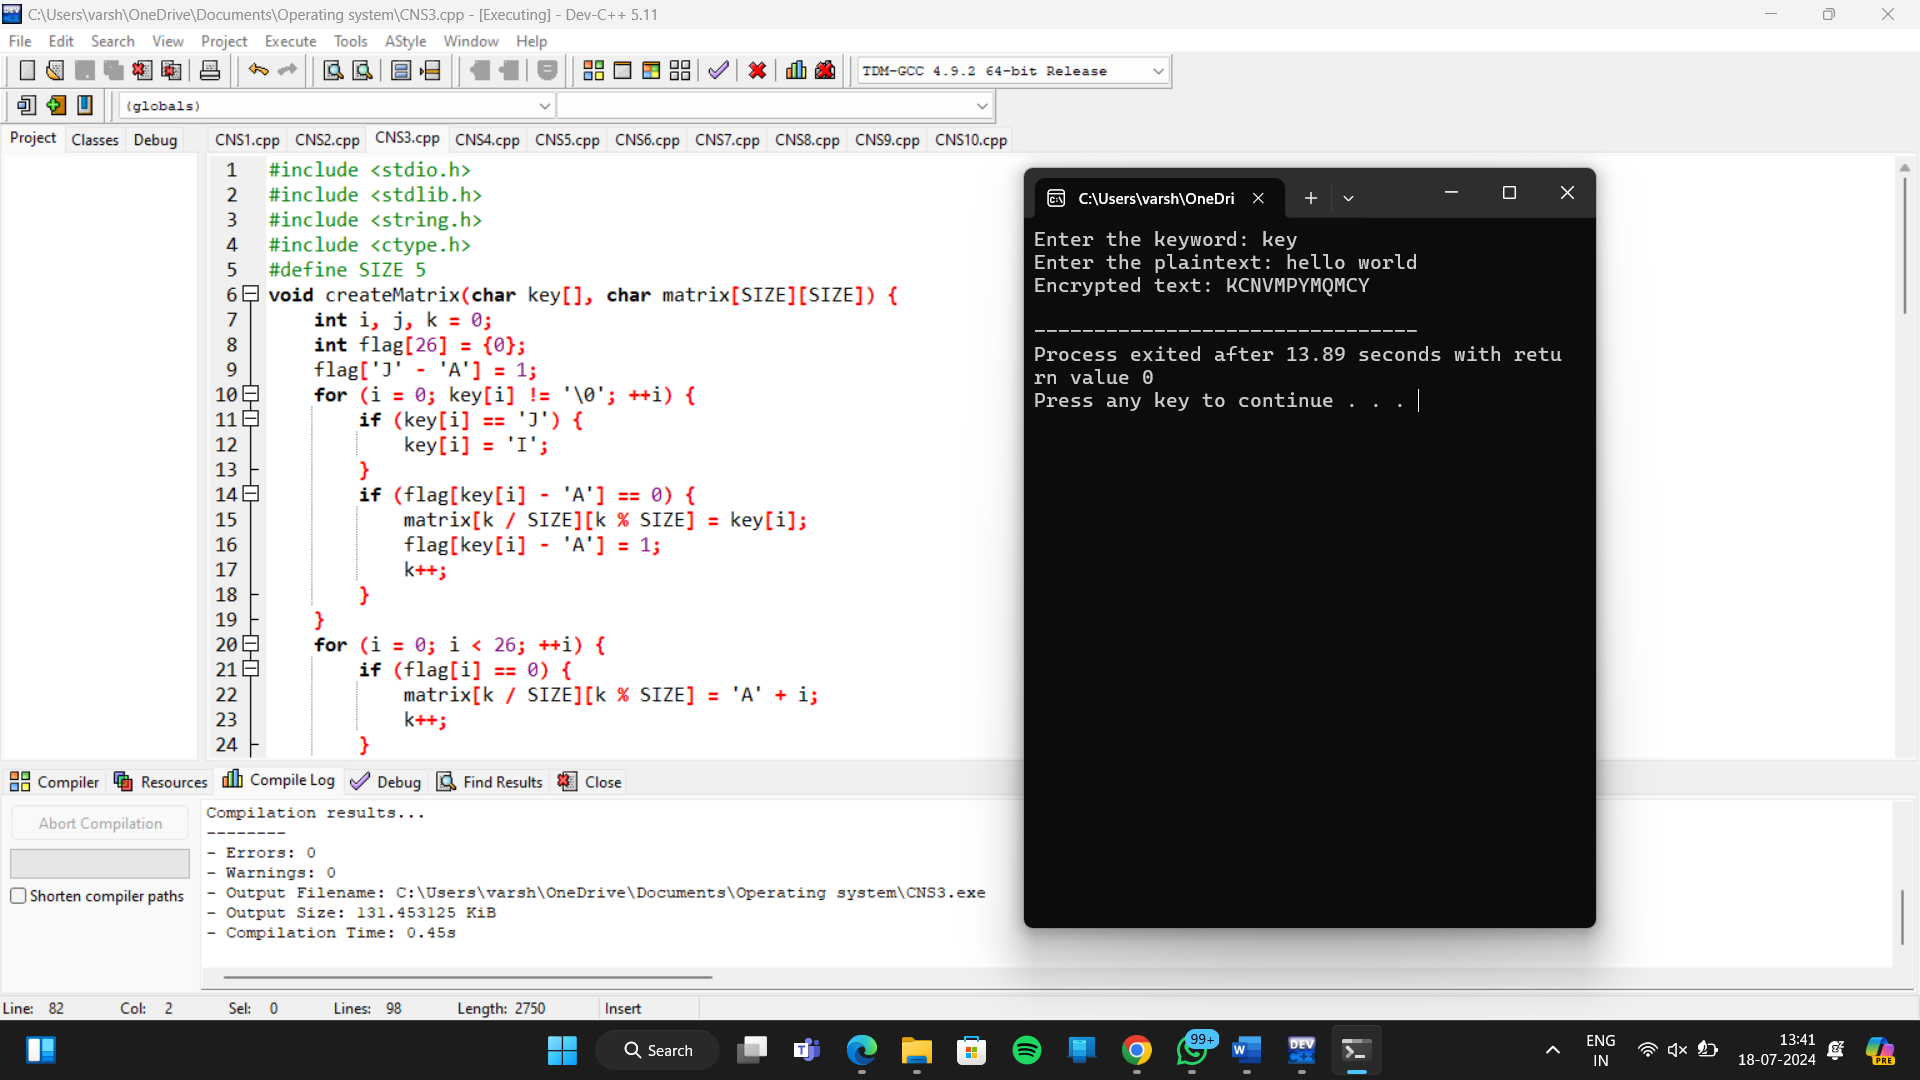 C:\Users\varsh\OneDrive\Documents\Operating system\CNS3.cpp - [Executing] - Dev-C++ 5.11
File Edit Search View Project Execute Tools AStyle Window Help
TDM-GCC 4.9.2 64-bit Release
(globals)
Project Classes Debug
CNS1.cpp CNS2.cpp CNS3.cpp CNS4.cpp CNS5.cpp CNS6.cpp CNS7.cpp CNS8.cpp CNS9.cpp CNS10.cpp
1 #include <stdio.h>
2 #include <stdlib.h>
3 #include <string.h>
4 #include <ctype.h>
5 #define SIZE 5
6 void createMatrix(char key[], char matrix[SIZE][SIZE]) {
7 int i, j, k = 0;
8 int flag[26] = {0};
9 flag['J' - 'A'] = 1;
10 for (i = 0; key[i] != '\0'; ++i) {
11 if (key[i] == 'J') {
12 key[i] = 'I';
13 }
14 if (flag[key[i] - 'A'] == 0) {
15 matrix[k / SIZE][k % SIZE] = key[i];
16 flag[key[i] - 'A'] = 1;
17 k++;
18 }
19 }
20 for (i = 0; i < 26; ++i) {
21 if (flag[i] == 0) {
22 matrix[k / SIZE][k % SIZE] = 'A' + i;
23 k++;
24 }
C:\Users\varsh\OneDri
Enter the keyword: key
Enter the plaintext: hello world
Encrypted text: KCNVMPYMQMCY
--------------------------------
Process exited after 13.89 seconds with retu
rn value 0
Press any key to continue . . .
Compiler Resources Compile Log Debug Find Results Close
Abort Compilation
Shorten compiler paths
Compilation results...
--------
- Errors: 0
- Warnings: 0
- Output Filename: C:\Users\varsh\OneDrive\Documents\Operating system\CNS3.exe
- Output Size: 131.453125 KiB
- Compilation Time: 0.45s
Line: 82 Col: 2 Sel: 0 Lines: 98 Length: 2750 Insert
Search
99+
DEV
C++
ENG
IN
13:41
18-07-2024
PRE